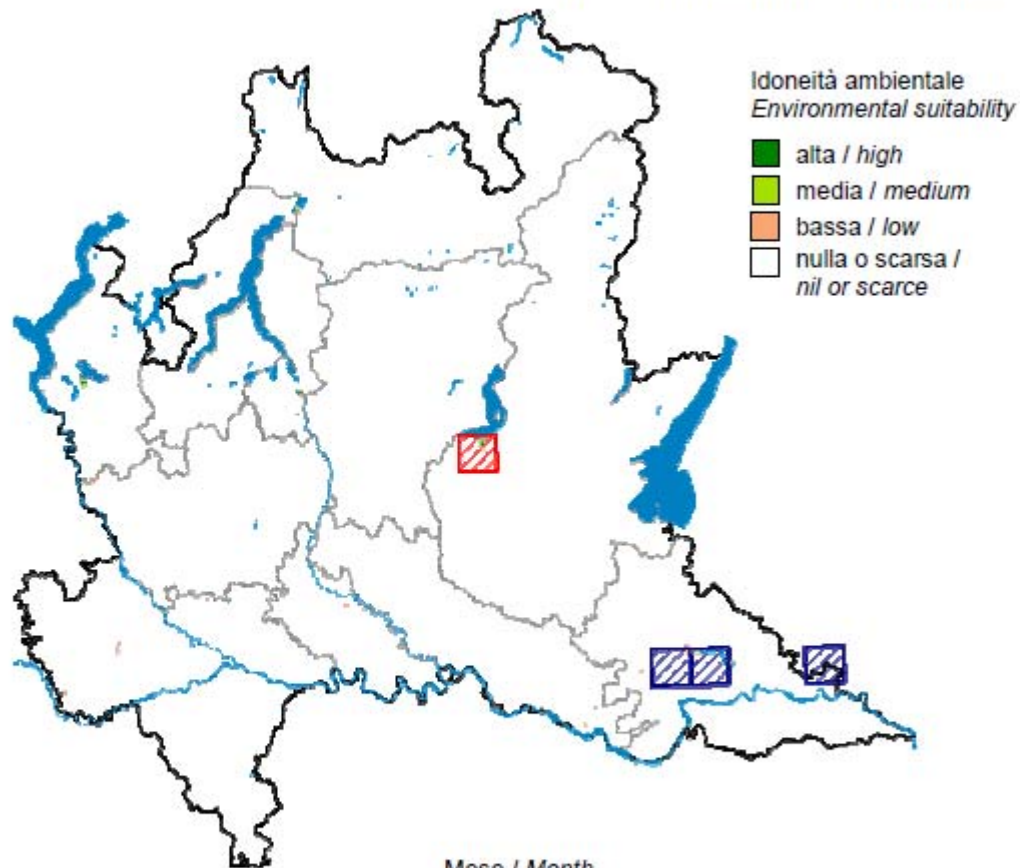 Idoneità ambientale
Environmental suitability
alta / high
media / medium
bassa / low
nulla o scarsa /
nil or scarce
Mese / Month